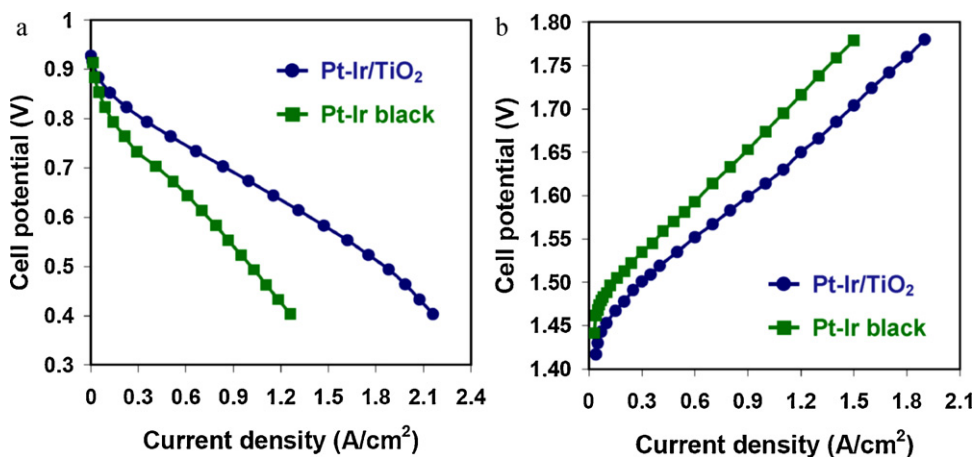 a
Cell potential (V)
1
0.9
0.8
0.7
0.6
0.5
0.4
0.3
Pt-Ir/TiO₂
Pt-Ir black
0 0.3 0.6 0.9 1.2 1.5 1.8 2.1 2.4
Current density (A/cm²)
b
Cell potential (V)
1.80
1.75
1.70
1.65
1.60
1.55
1.50
1.45
1.40
Pt-Ir/TiO₂
Pt-Ir black
0 0.3 0.6 0.9 1.2 1.5 1.8 2.1
Current density (A/cm²)